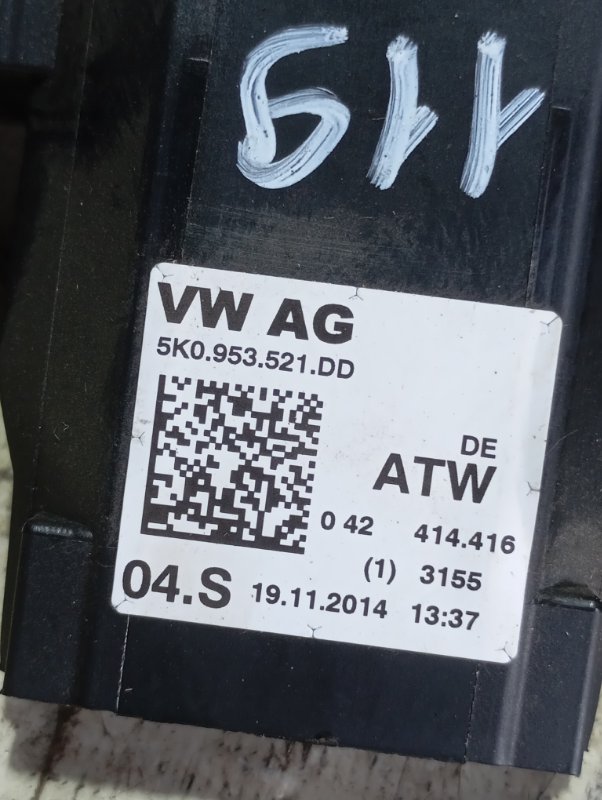 119
VW AG
5K0.953.521.DD
DE
ATW
0 42 414.416
(1) 3155
04.S 19.11.2014 13:37